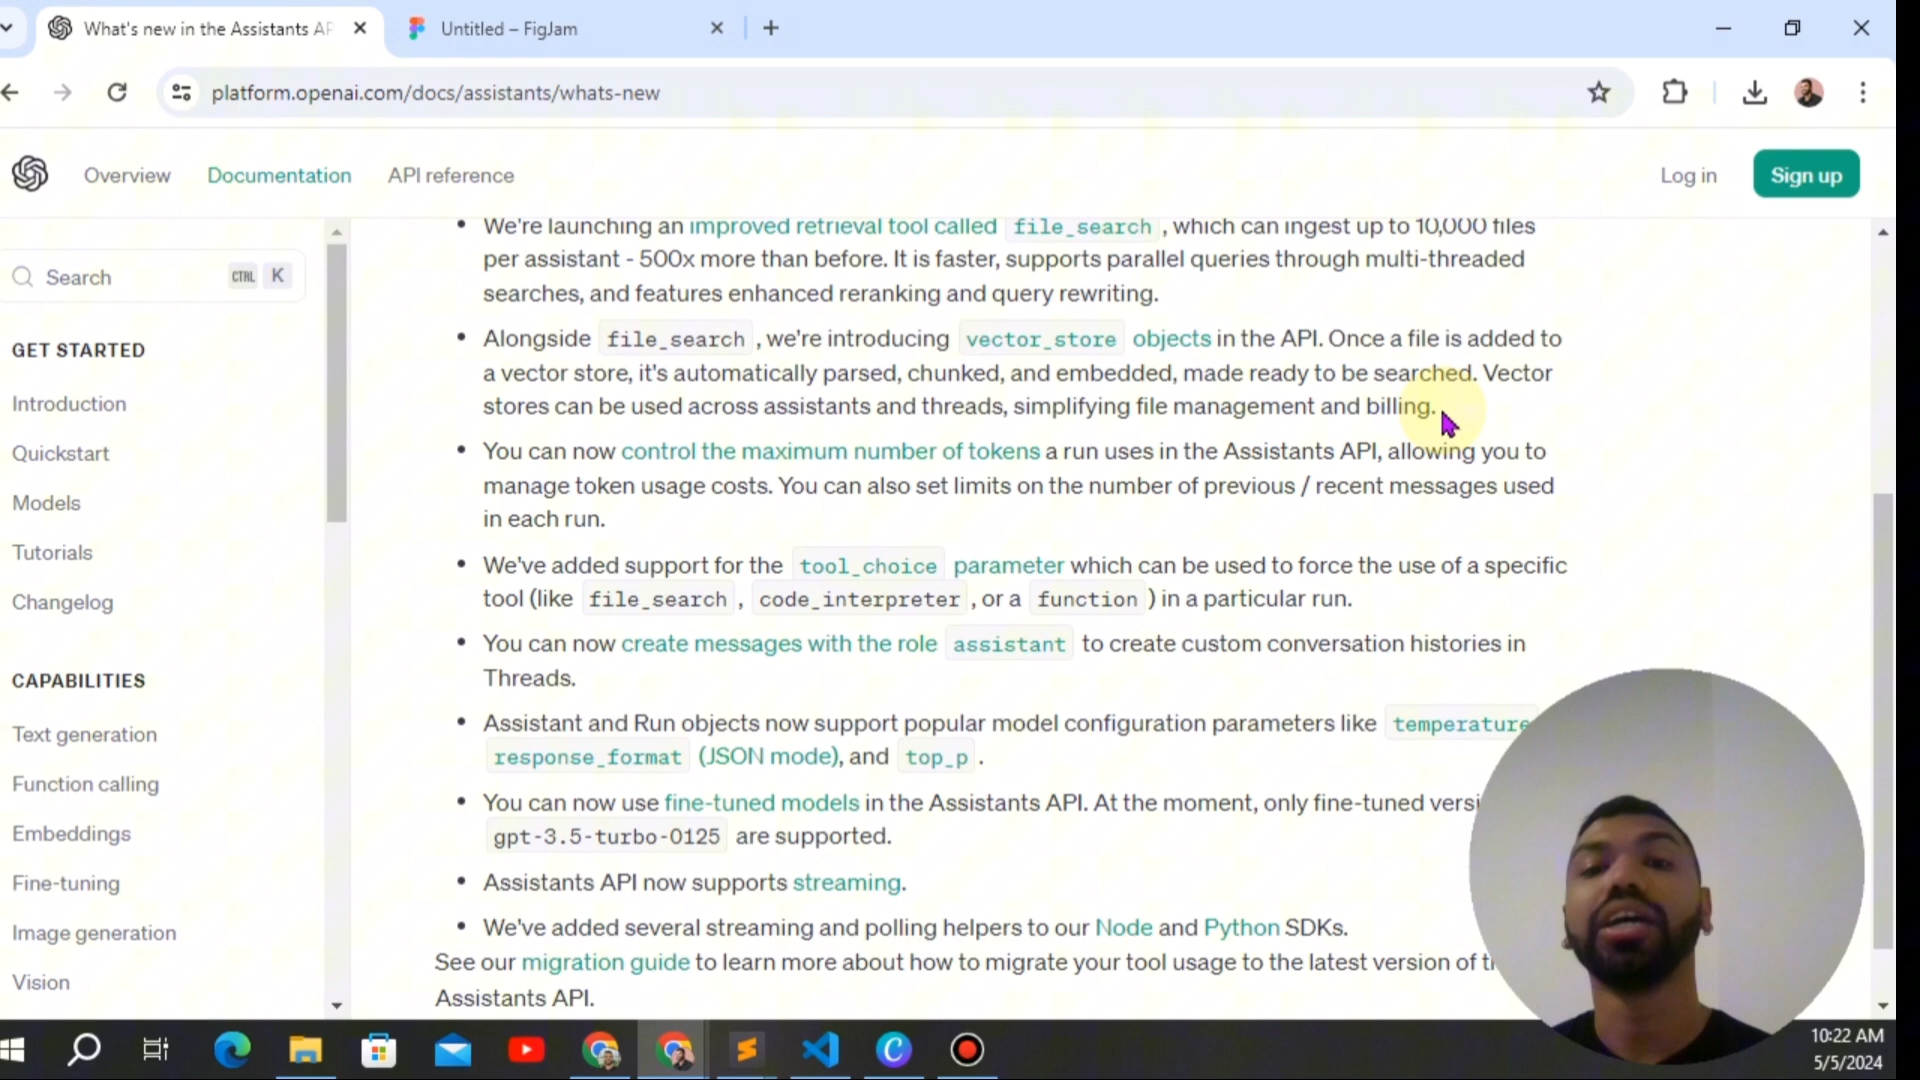 What's new in the Assistants AP
Untitled – FigJam
platform.openai.com/docs/assistants/whats-new
Overview
Documentation
API reference
Log in
Sign up
Search
CTRL K
GET STARTED
Introduction
Quickstart
Models
Tutorials
Changelog
CAPABILITIES
Text generation
Function calling
Embeddings
Fine-tuning
Image generation
Vision
• We're launching an improved retrieval tool called file_search , which can ingest up to 10,000 files
per assistant - 500x more than before. It is faster, supports parallel queries through multi-threaded
searches, and features enhanced reranking and query rewriting.
• Alongside file_search , we're introducing vector_store objects in the API. Once a file is added to
a vector store, it's automatically parsed, chunked, and embedded, made ready to be searched. Vector
stores can be used across assistants and threads, simplifying file management and billing.
• You can now control the maximum number of tokens a run uses in the Assistants API, allowing you to
manage token usage costs. You can also set limits on the number of previous / recent messages used
in each run.
• We've added support for the tool_choice parameter which can be used to force the use of a specific
tool (like file_search , code_interpreter , or a function ) in a particular run.
• You can now create messages with the role assistant to create custom conversation histories in
Threads.
• Assistant and Run objects now support popular model configuration parameters like temperature
response_format (JSON mode), and top_p .
• You can now use fine-tuned models in the Assistants API. At the moment, only fine-tuned versi
gpt-3.5-turbo-0125 are supported.
• Assistants API now supports streaming.
• We've added several streaming and polling helpers to our Node and Python SDKs.
See our migration guide to learn more about how to migrate your tool usage to the latest version of t
Assistants API.
10:22 AM
5/5/2024